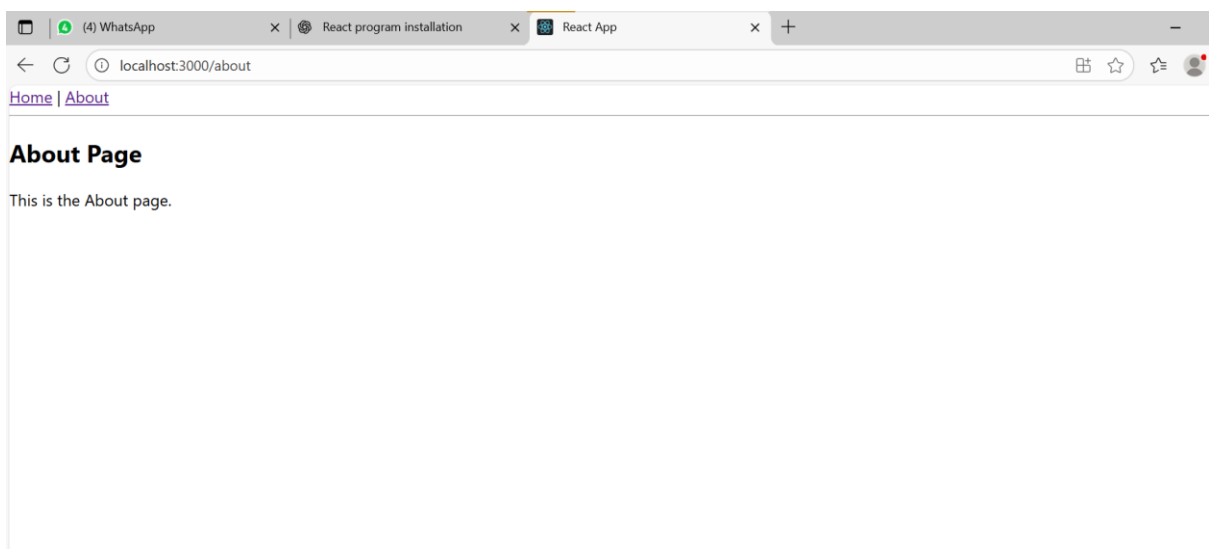 (4) WhatsApp React program installation React App
localhost:3000/about
Home | About
About Page
This is the About page.